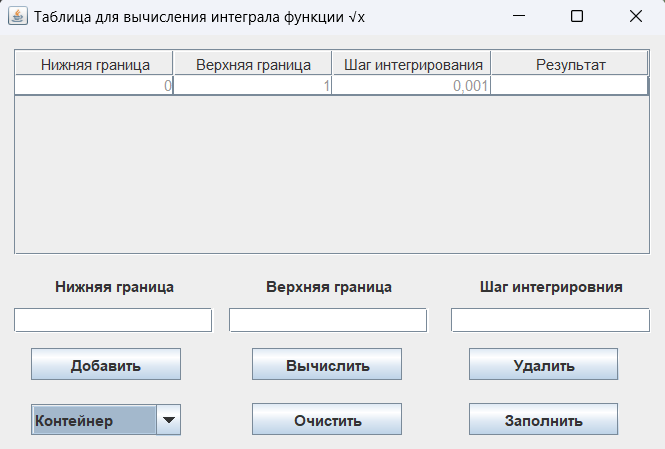 Таблица для вычисления интеграла функции √x
Нижняя граница Верхняя граница Шаг интегрирования Результат
0 1 0,001
Нижняя граница Верхняя граница Шаг интегрировния
Добавить Вычислить Удалить
Контейнер Очистить Заполнить